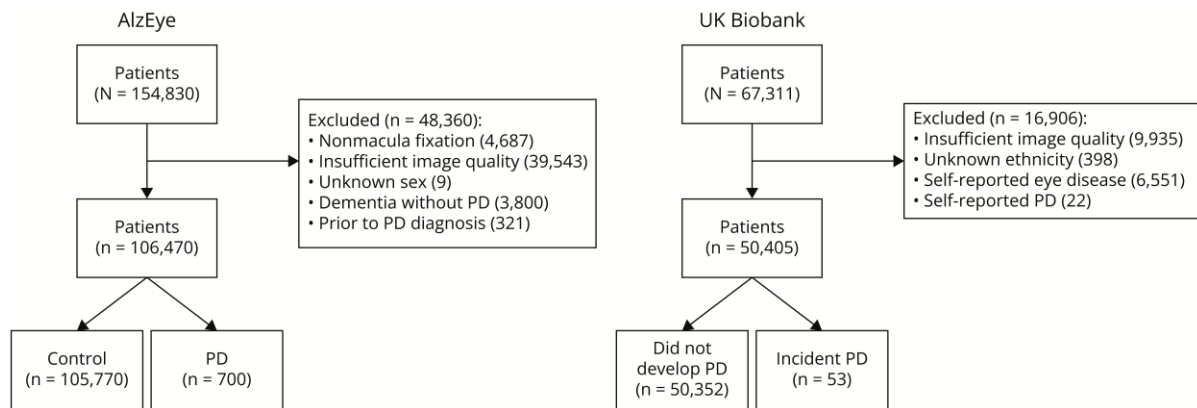 AlzEye
Patients
(N = 154,830)
Excluded (n = 48,360):
• Nonmacula fixation (4,687)
• Insufficient image quality (39,543)
• Unknown sex (9)
• Dementia without PD (3,800)
• Prior to PD diagnosis (321)
Patients
(n = 106,470)
Control
(n = 105,770)
PD
(n = 700)
UK Biobank
Patients
(N = 67,311)
Excluded (n = 16,906):
• Insufficient image quality (9,935)
• Unknown ethnicity (398)
• Self-reported eye disease (6,551)
• Self-reported PD (22)
Patients
(n = 50,405)
Did not
develop PD
(n = 50,352)
Incident PD
(n = 53)